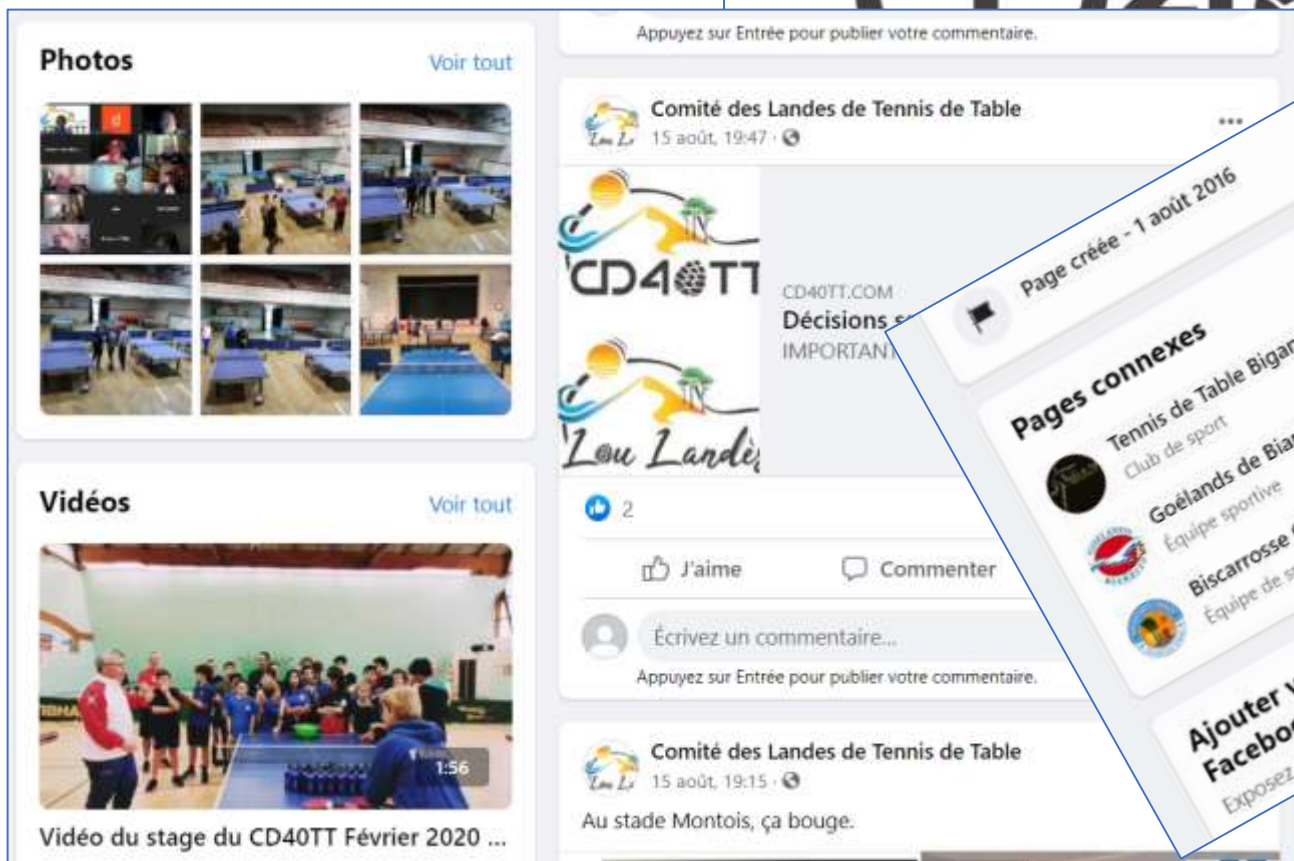 Appuyez sur Entrée pour publier votre commentaire.
Photos
Voir tout
Vidéos
Voir tout
1:56
Vidéo du stage du CD40TT Février 2020 ...
Comité des Landes de Tennis de Table
15 août, 19:47
CD40TT
Lou Landès
CD40TT.COM
Décisions
IMPORTANT
2
J'aime
Commenter
Écrivez un commentaire...
Appuyez sur Entrée pour publier votre commentaire.
Comité des Landes de Tennis de Table
15 août, 19:15
Au stade Montois, ça bouge.
Page créée - 1 août 2016
Pages connexes
Tennis de Table
Club de sport
Goélands de
Équipe sportive
Biscarrosse
Équipe de
Ajouter
Exposez